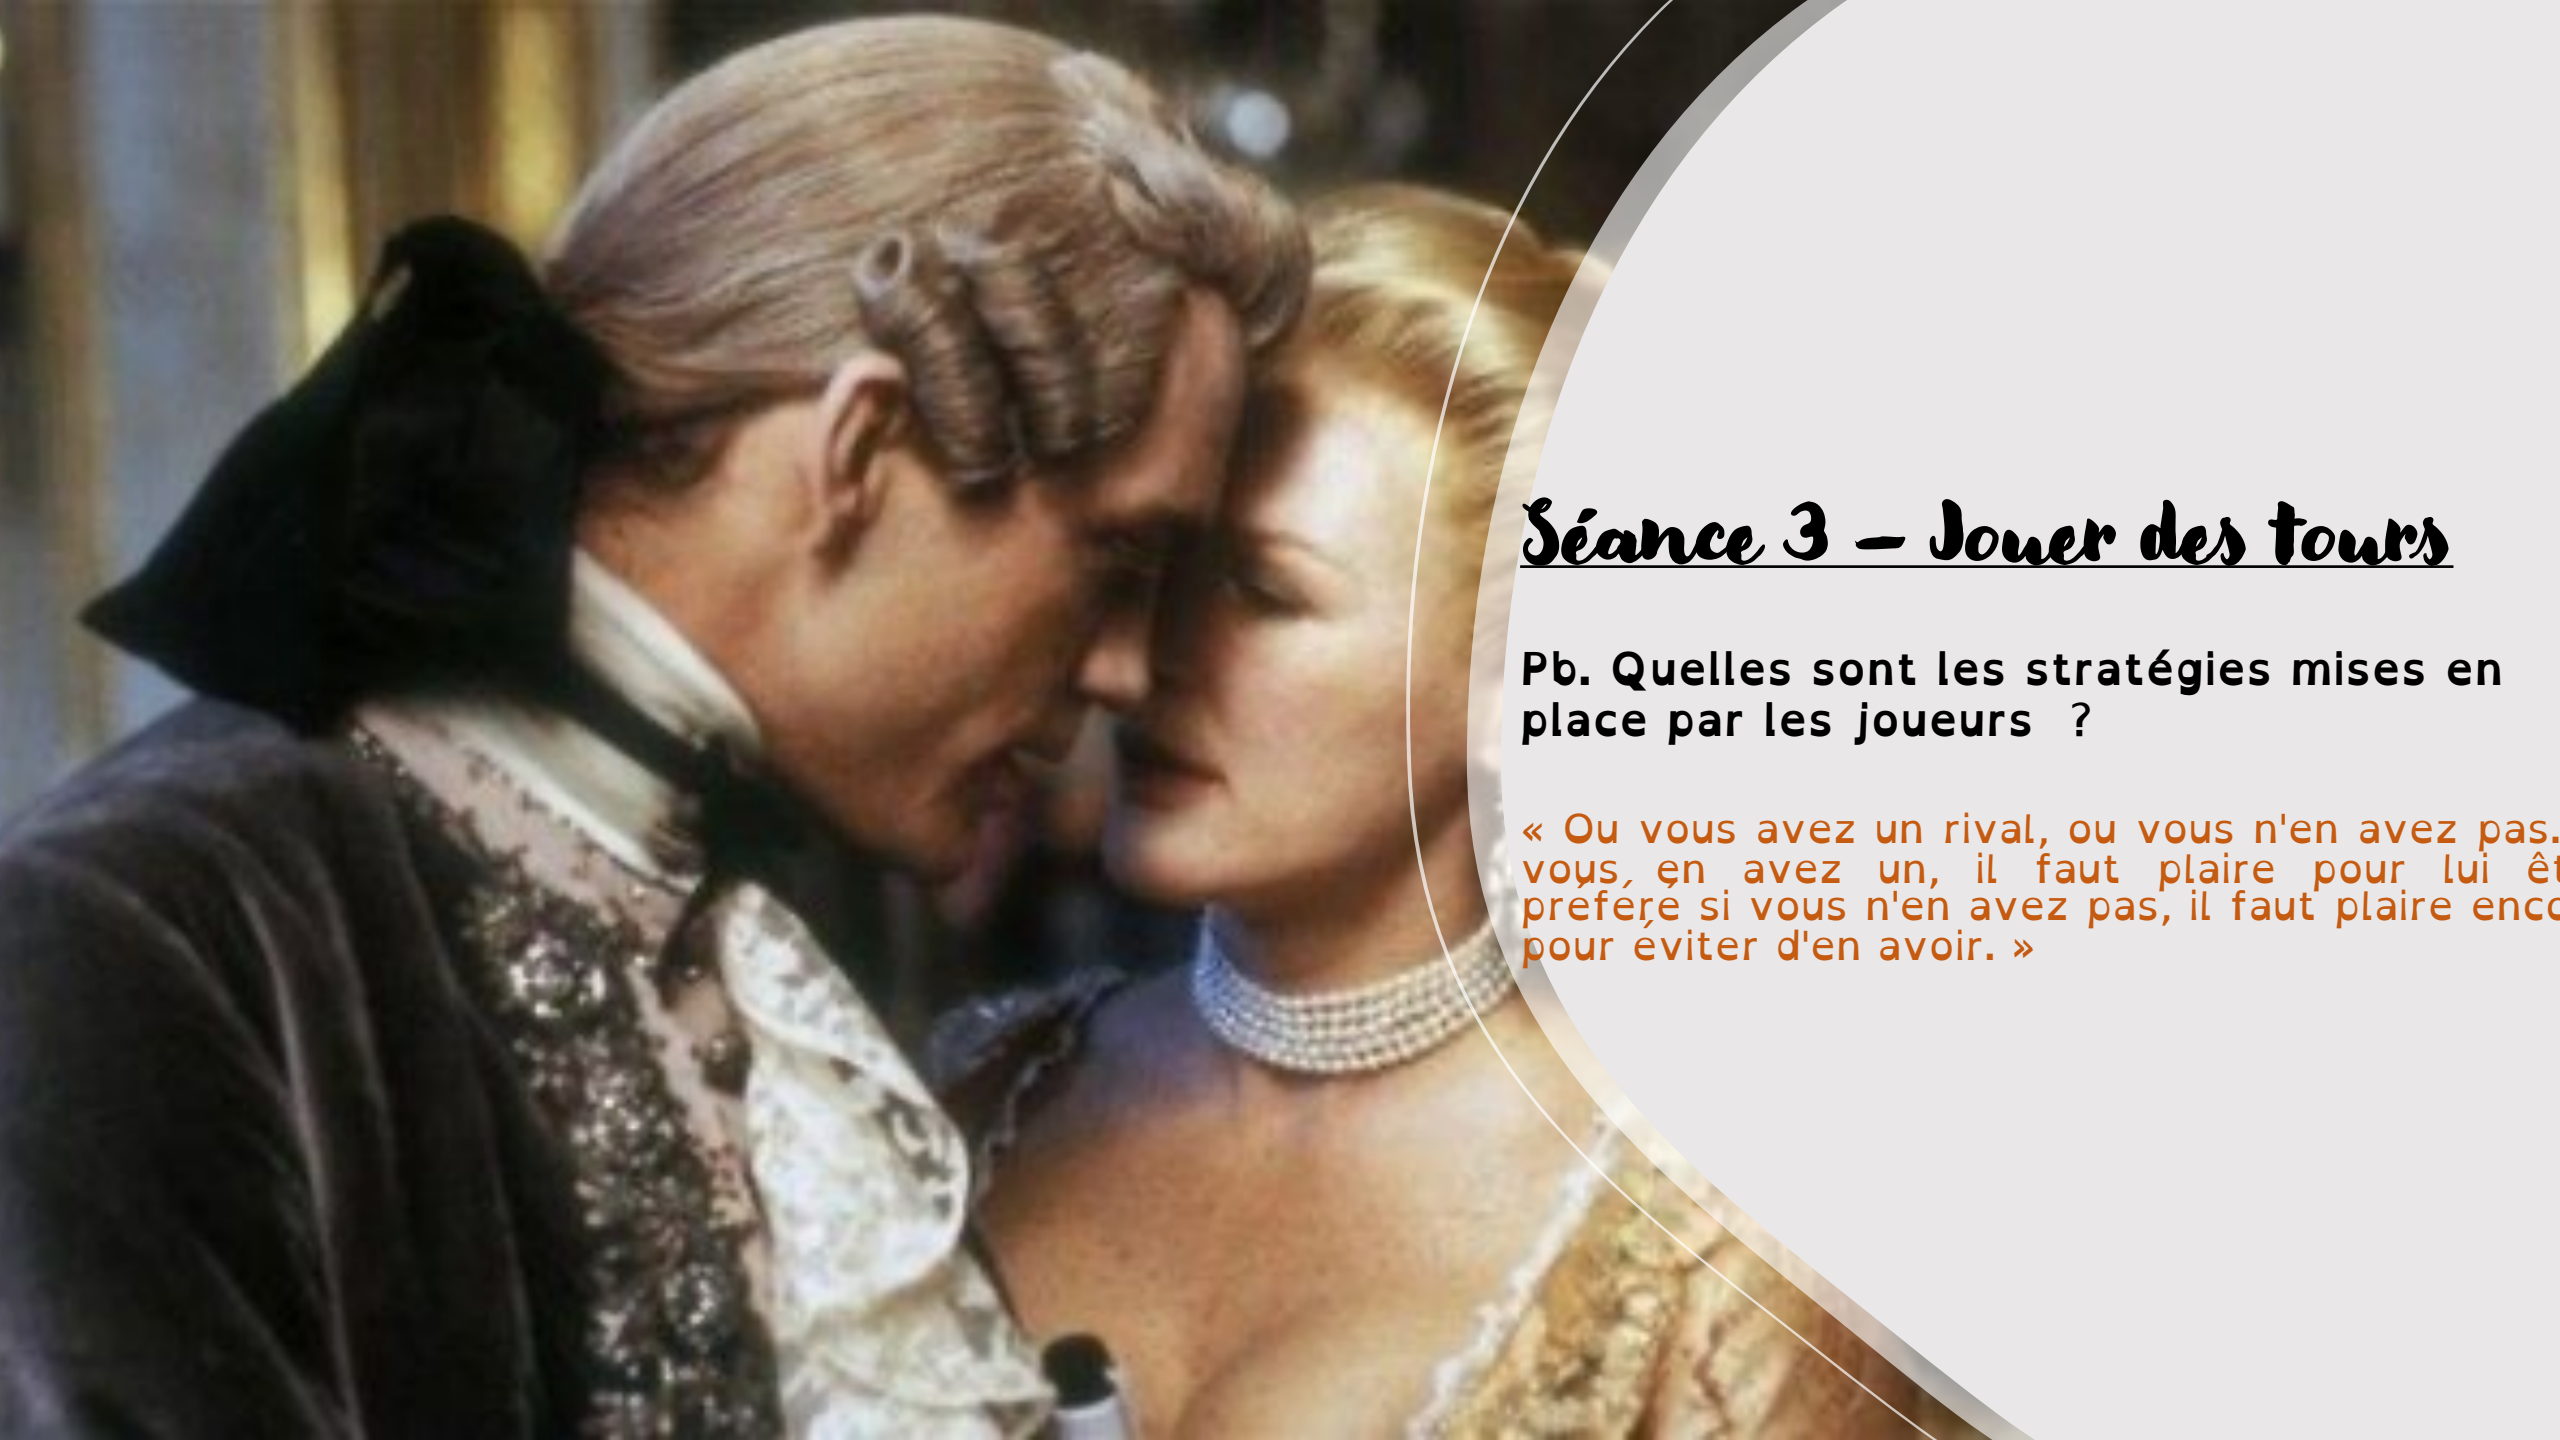 Séance 3 – Jouer des tours
Pb. Quelles sont les stratégies mises en
place par les joueurs  ?
« Ou vous avez un rival, ou vous n'en avez pas.
vous en avez un, il faut plaire pour lui
préféré si vous n'en avez pas, il faut plaire
pour éviter d'en avoir. »